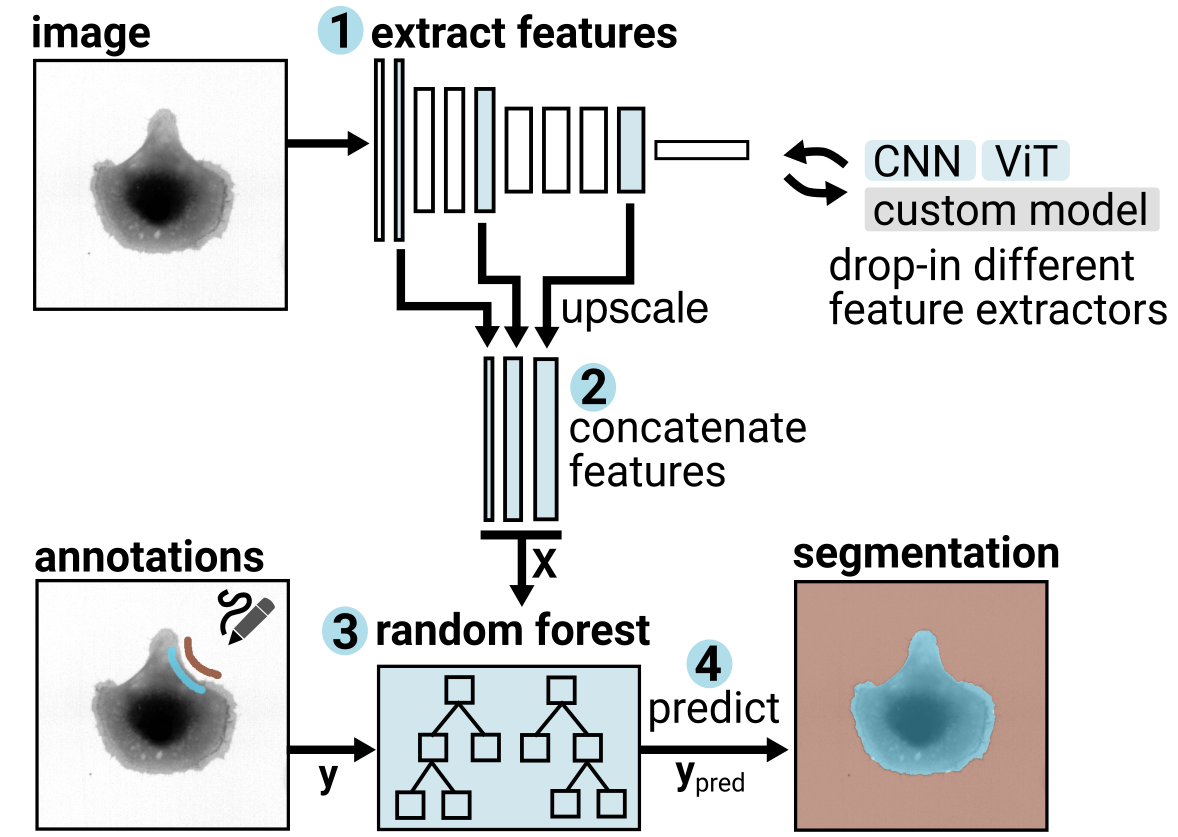 image
1 extract features
CNN ViT
custom model
drop-in different
feature extractors
upscale
2
concatenate
features
X
annotations
segmentation
3 random forest
4
predict
y
y pred